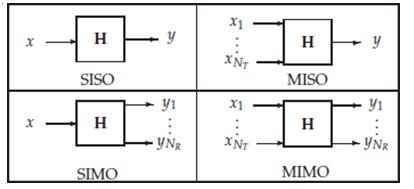 x H y
SISO
x1
⋮ H y
xNT
MISO
y1
x H ⋮
yNR
SIMO
x1 y1
⋮ H ⋮
xNT yNR
MIMO